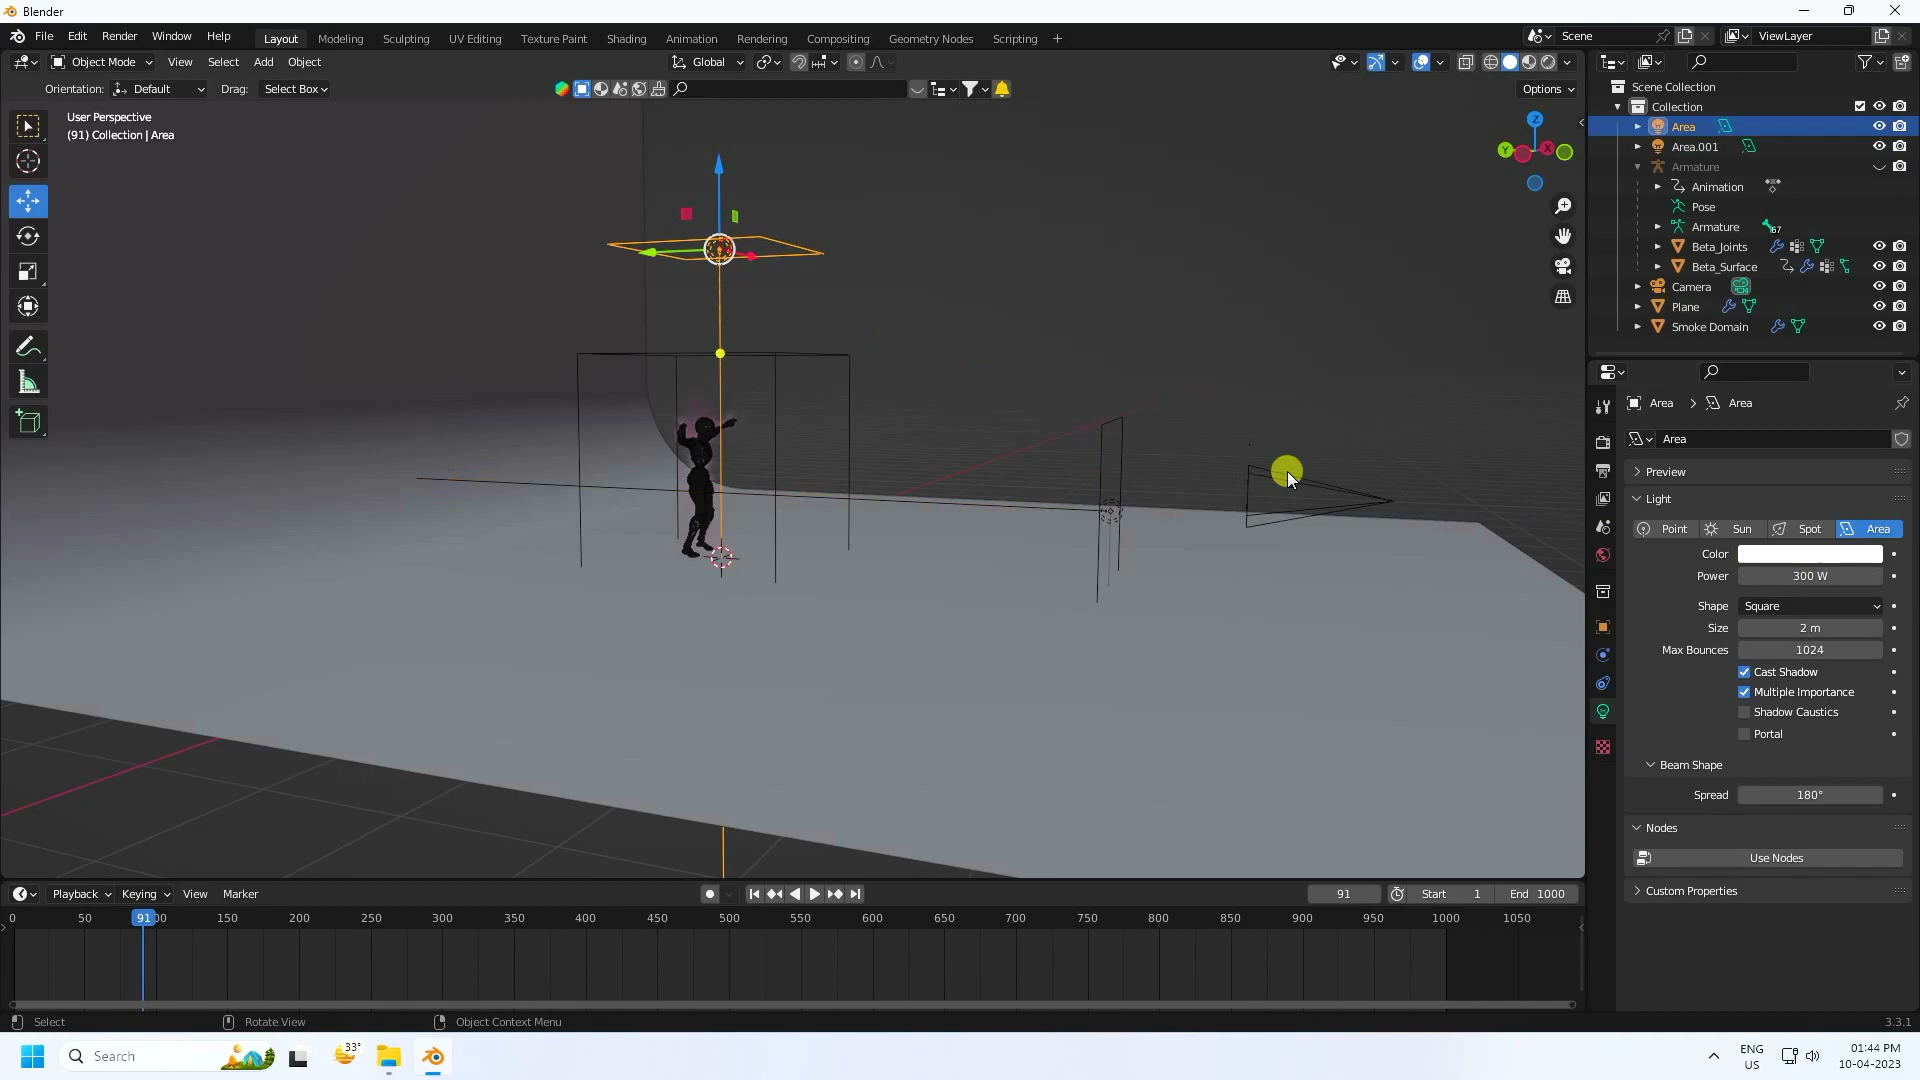 Blender
File Edit Render Window Help Layout Modeling Sculpting UV Editing Texture Paint Shading Animation Rendering Compositing Geometry Nodes Scripting + Scene ViewLayer
Object Mode View Select Add Object Global
Orientation: Default Drag: Select Box Options
User Perspective
(91) Collection | Area
Z
Y X
Scene Collection
Collection
Area
Area.001
Armature
Animation
Pose
Armature 67
Beta_Joints
Beta_Surface
Camera
Plane
Smoke Domain
Area > Area
Area
Preview
Light
Point Sun Spot Area
Color
Power 300 W
Shape Square
Size 2 m
Max Bounces 1024
Cast Shadow
Multiple Importance
Shadow Caustics
Portal
Beam Shape
Spread 180°
Nodes
Use Nodes
Custom Properties
Playback Keying View Marker 91 Start 1 End 1000
0 50 91 00 150 200 250 300 350 400 450 500 550 600 650 700 750 800 850 900 950 1000 1050
Select Rotate View Object Context Menu 3.3.1
Search 33° ENG US 01:44 PM 10-04-2023